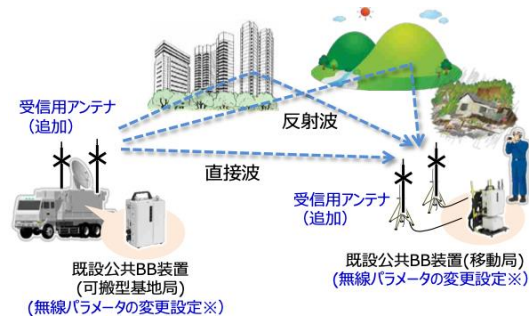 受信用アンテナ
(追加)
反射波
直接波
受信用アンテナ
(追加)
既設公共BB装置
(可搬型基地局)
(無線パラメータの変更設定※)
既設公共BB装置(移動局)
(無線パラメータの変更設定※)